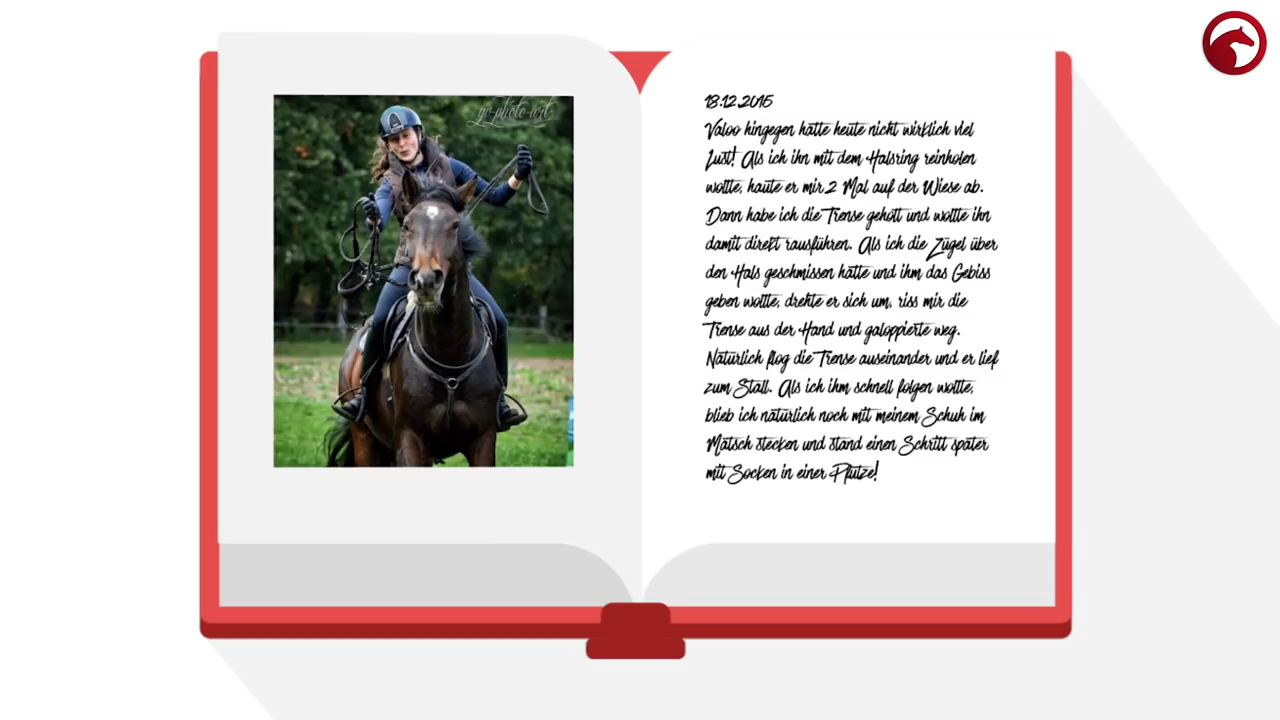 yv-photo-art
18.12.2015
Valoo hingegen hatte heute nicht wirklich viel
Lust! Als ich ihn mit dem Halsring reinholen
wollte, haute er mir 2 Mal auf der Wiese ab.
Dann habe ich die Trense geholt und wollte ihn
damit direkt rausführen. Als ich die Zügel über
den Hals geschmissen hatte und ihm das Gebiss
geben wollte, drehte er sich um, riss mir die
Trense aus der Hand und galoppierte weg.
Natürlich flog die Trense auseinander und er lief
zum Stall. Als ich ihm schnell folgen wollte,
blieb ich natürlich noch mit meinem Schuh im
Matsch stecken und stand einen Schritt später
mit Socken in einer Pfütze!